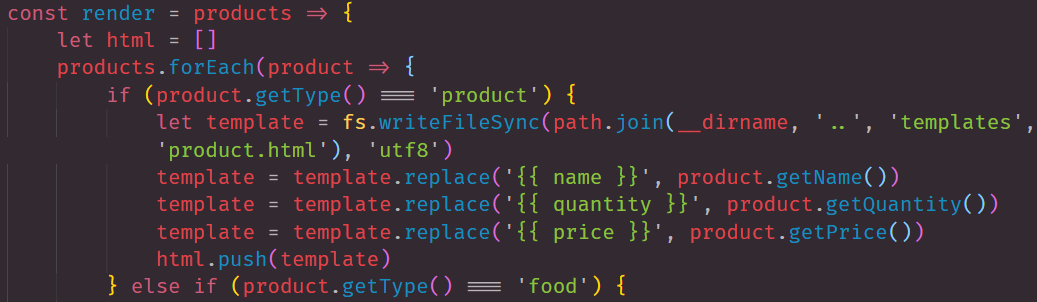 const render = products => {
let html = []
products.forEach(product => {
if (product.getType() === 'product') {
let template = fs.writeFileSync(path.join(__dirname, '..', 'templates',
'product.html'), 'utf8')
template = template.replace('{{ name }}', product.getName())
template = template.replace('{{ quantity }}', product.getQuantity())
template = template.replace('{{ price }}', product.getPrice())
html.push(template)
} else if (product.getType() === 'food') {